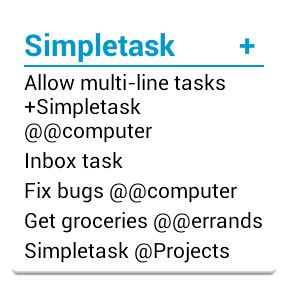 Simpletask +
Allow multi-line tasks
+Simpletask
@@computer
Inbox task
Fix bugs @@computer
Get groceries @@errands
Simpletask @Projects